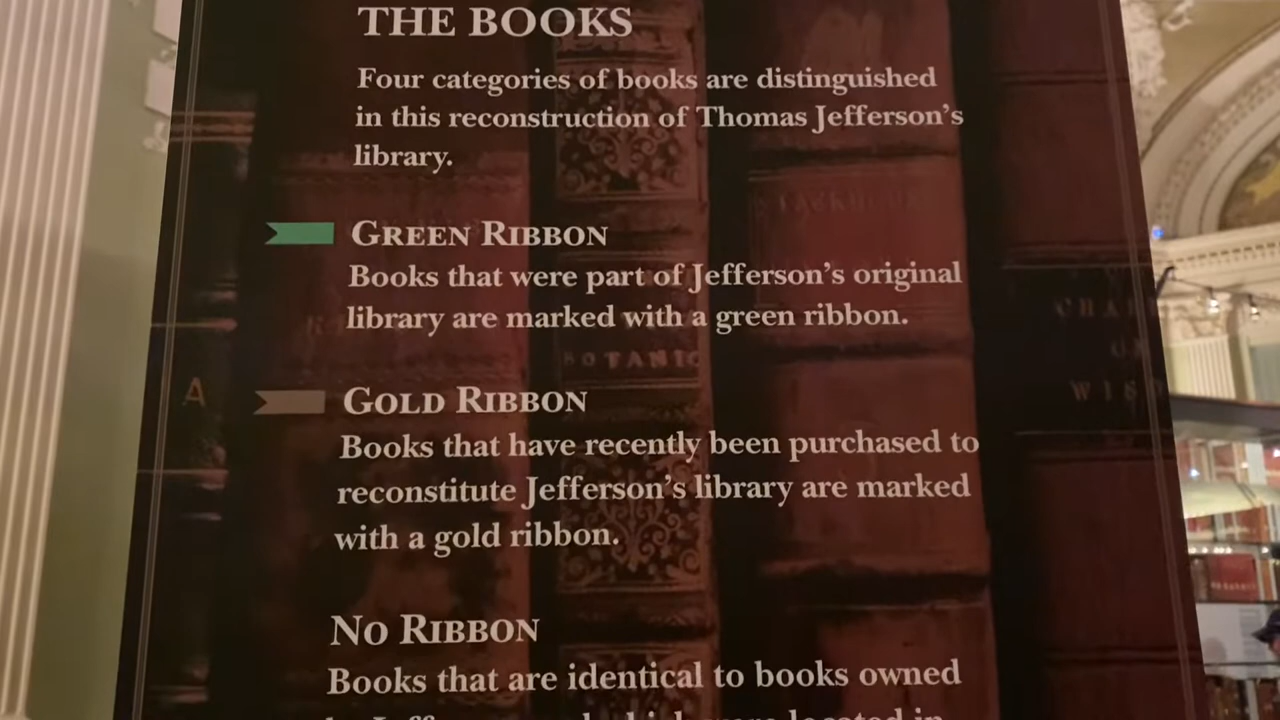 THE BOOKS
Four categories of books are distinguished
in this reconstruction of Thomas Jefferson's
library.
GREEN RIBBON
Books that were part of Jefferson's original
library are marked with a green ribbon.
BOTANIC
A
GOLD RIBBON
Books that have recently been purchased to
reconstitute Jefferson's library are marked
with a gold ribbon.
NO RIBBON
Books that are identical to books owned